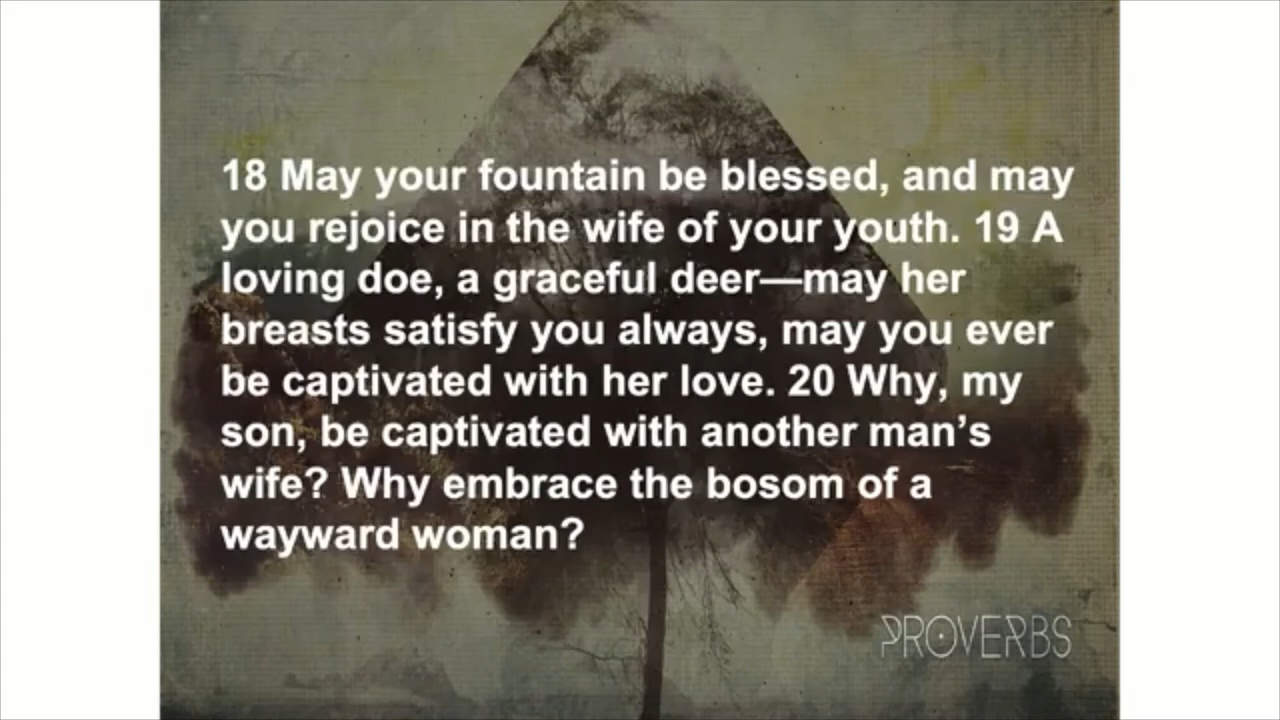 18 May your fountain be blessed, and may
you rejoice in the wife of your youth. 19 A
loving doe, a graceful deer—may her
breasts satisfy you always, may you ever
be captivated with her love. 20 Why, my
son, be captivated with another man’s
wife? Why embrace the bosom of a
wayward woman?
PROVERBS